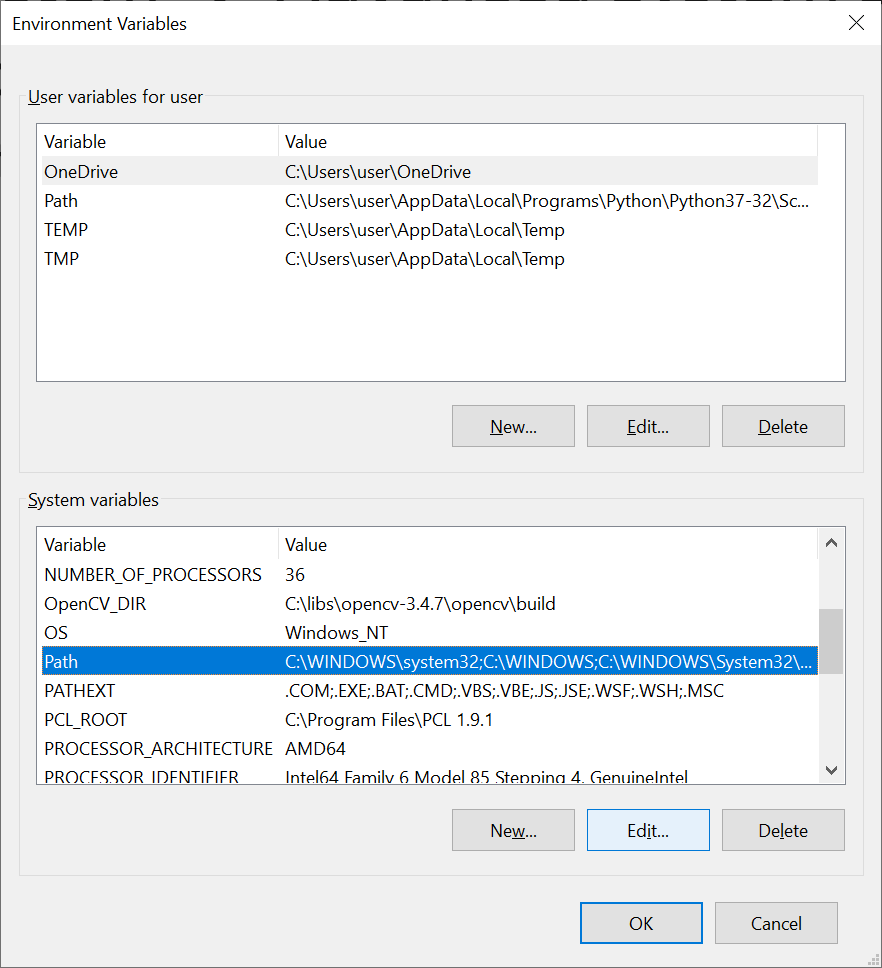 Environment Variables
User variables for user
Variable Value
OneDrive C:\Users\user\OneDrive
Path C:\Users\user\AppData\Local\Programs\Python\Python37-32\Sc...
TEMP C:\Users\user\AppData\Local\Temp
TMP C:\Users\user\AppData\Local\Temp
New... Edit... Delete
System variables
Variable Value
NUMBER_OF_PROCESSORS 36
OpenCV_DIR C:\libs\opencv-3.4.7\opencv\build
OS Windows_NT
Path C:\WINDOWS\system32;C:\WINDOWS;C:\WINDOWS\System32\...
PATHEXT .COM;.EXE;.BAT;.CMD;.VBS;.VBE;.JS;.JSE;.WSF;.WSH;.MSC
PCL_ROOT C:\Program Files\PCL 1.9.1
PROCESSOR_ARCHITECTURE AMD64
PROCESSOR_IDENTIFIER Intel64 Family 6 Model 85 Stepping 4, GenuineIntel
New... Edit... Delete
OK Cancel